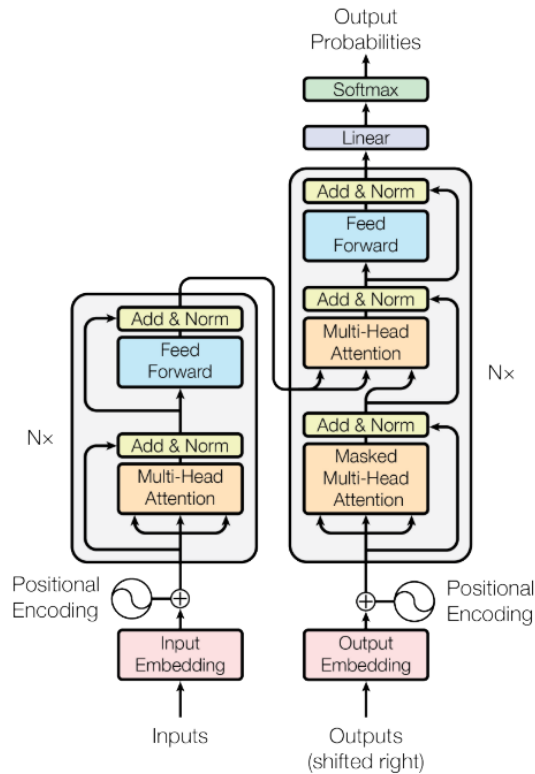 Output
Probabilities
Softmax
Linear
Add & Norm
Feed
Forward
Add & Norm
Multi-Head
Attention
Add & Norm
Masked
Multi-Head
Attention
N×
Add & Norm
Feed
Forward
Add & Norm
Multi-Head
Attention
N×
Positional
Encoding
Positional
Encoding
Input
Embedding
Output
Embedding
Inputs
Outputs
(shifted right)